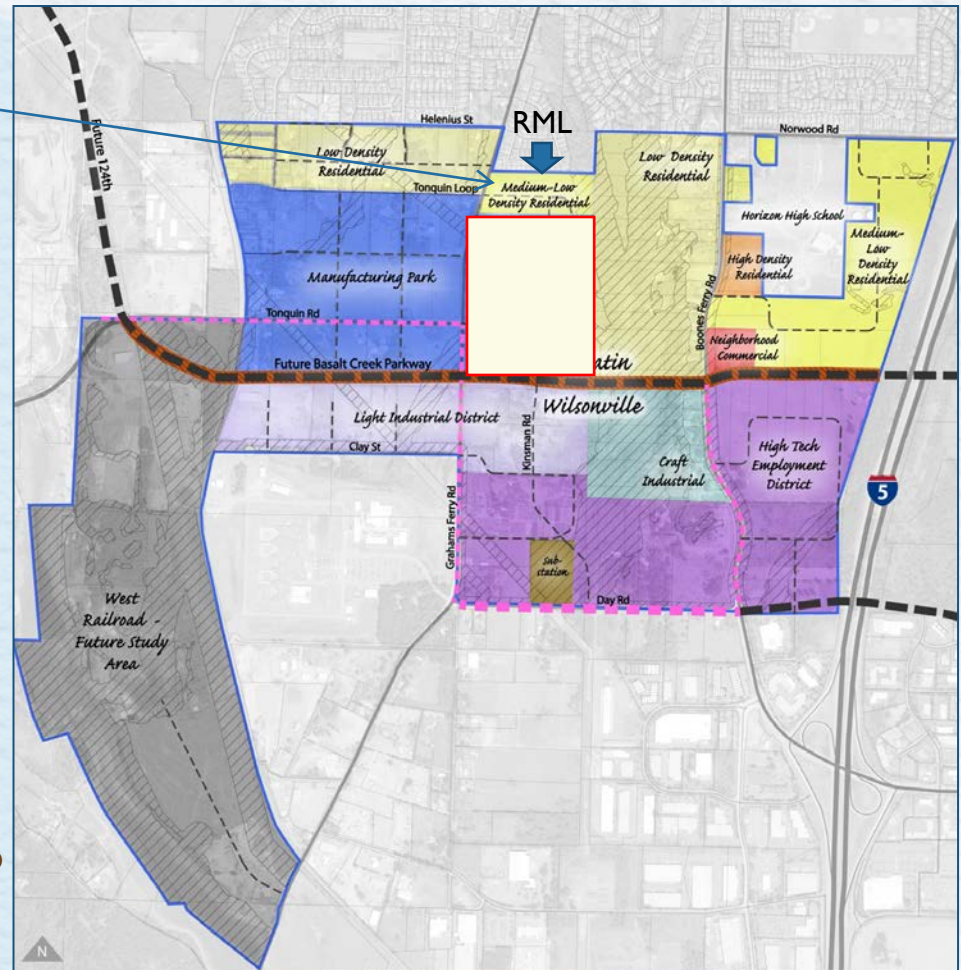 RML
Helenius St
Norwood Rd
Future 124th
Low Density
Residential
Tonquin Loop
Medium-Low
Density Residential
Low Density
Residential
Horizon High School
Medium-
Low
Density
Residential
High Density
Residential
Manufacturing Park
Boones Ferry Rd
Tonquin Rd
Neighborhood
Commercial
Future Basalt Creek Parkway
atin
Wilsonville
Light Industrial District
Kinsman Rd
Clay St
Craft
Industrial
High Tech
Employment
District
5
Grahams Ferry Rd
Sub-
station
Day Rd
West
Railroad -
Future Study
Area
N